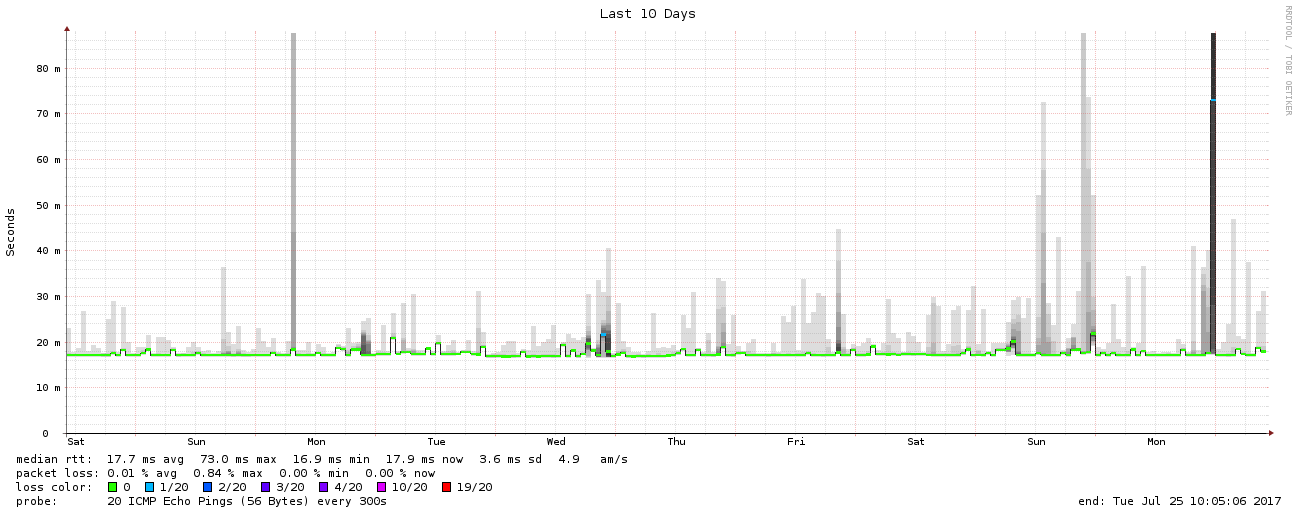 Last 10 Days
RRDTOOL / TOBI OETIKER
Seconds
80 m
70 m
60 m
50 m
40 m
30 m
20 m
10 m
0
Sat Sun Mon Tue Wed Thu Fri Sat Sun Mon
median rtt: 17.7 ms avg 73.0 ms max 16.9 ms min 17.9 ms now 3.6 ms sd 4.9 am/s
packet loss: 0.01 % avg 0.84 % max 0.00 % min 0.00 % now
loss color: 0 1/20 2/20 3/20 4/20 10/20 19/20
probe: 20 ICMP Echo Pings (56 Bytes) every 300s end: Tue Jul 25 10:05:06 2017